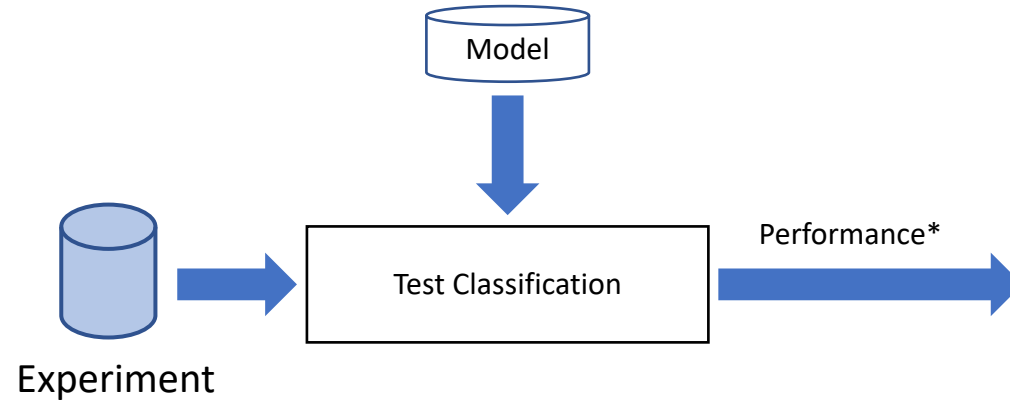 Model
Performance*
Test Classification
Experiment